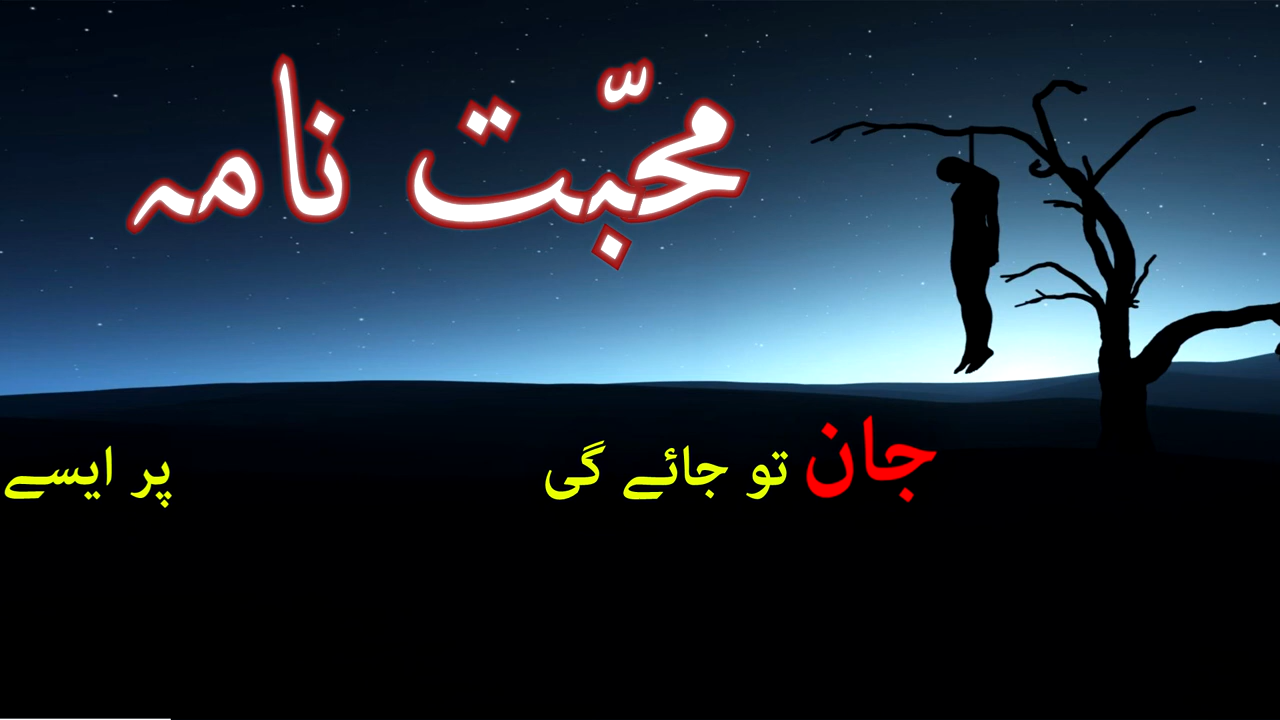 محبّت نامہ
جان تو جائے گی پر ایسے